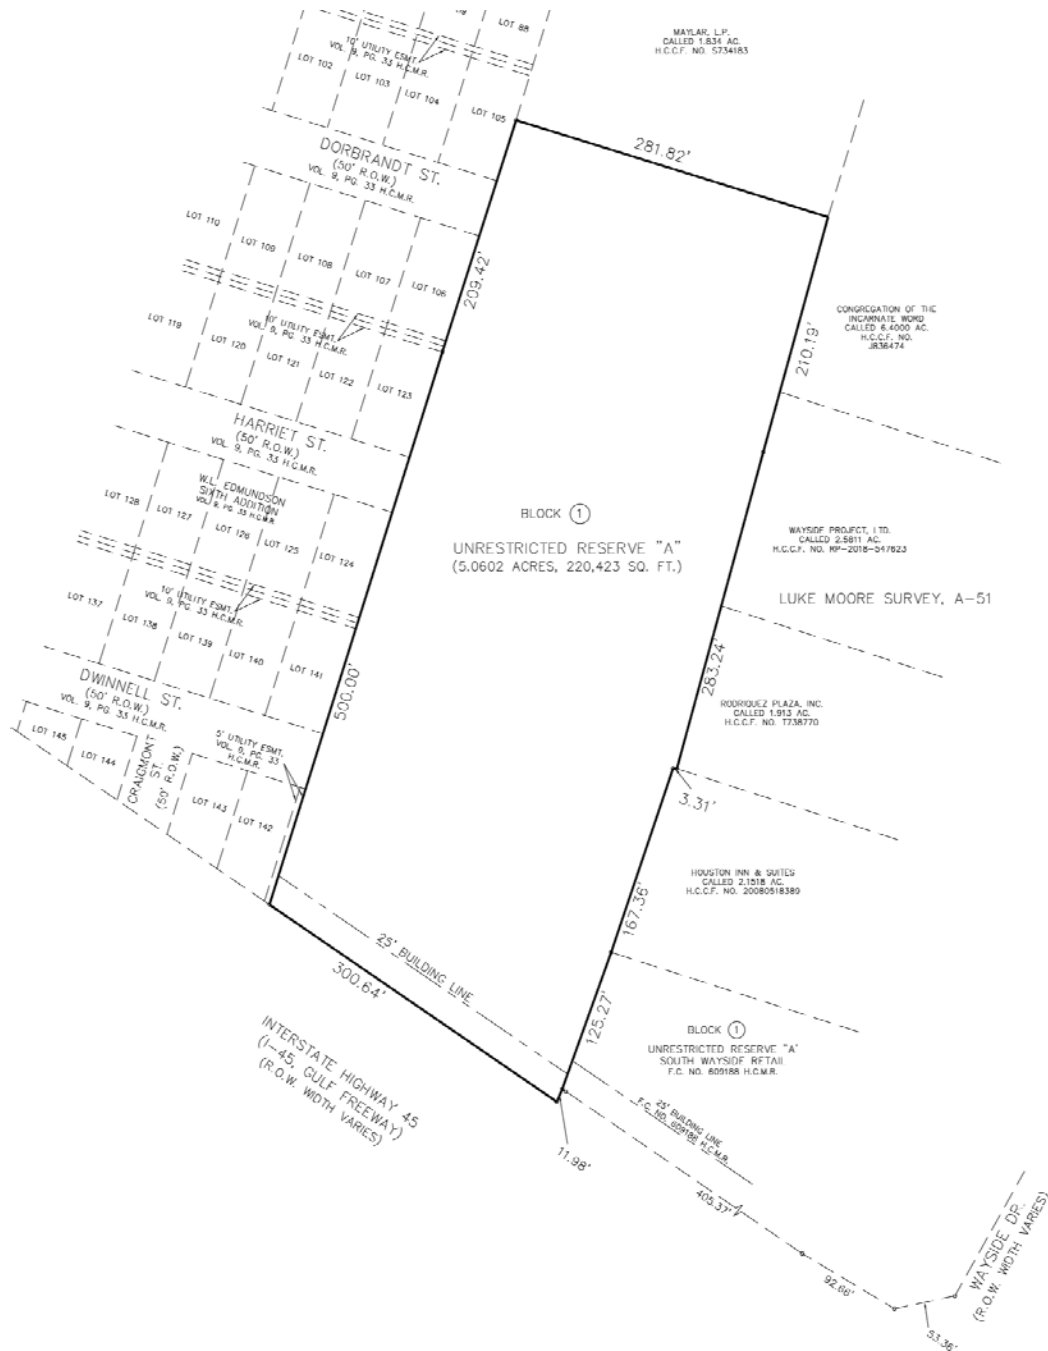 LOT 88
MAYLAR, L.P.
CALLED 1.834 AC.
H.C.C.F. NO. S734183
10' UTILITY ESMT.
VOL. 9, PG. 33 H.C.M.R.
LOT 102
LOT 103
LOT 104
LOT 105
DORBRANDT ST.
(50' R.O.W.)
VOL. 9, PG. 33 H.C.M.R.
281.82'
LOT 110
LOT 109
LOT 108
LOT 107
LOT 106
209.42'
210.19'
CONGREGATION OF THE
INCARNATE WORD
CALLED 6.4000 AC.
H.C.C.F. NO.
J836474
LOT 119
LOT 120
LOT 121
LOT 122
LOT 123
10' UTILITY ESMT.
VOL. 9, PG. 33 H.C.M.R.
HARRIET ST.
(50' R.O.W.)
VOL. 9, PG. 33 H.C.M.R.
W.L. EDMUNDSON
SIXTH ADDITION
VOL. 9, PG. 33 H.C.M.R.
LOT 128
LOT 127
LOT 126
LOT 125
LOT 124
BLOCK 1
UNRESTRICTED RESERVE "A"
(5.0602 ACRES, 220,423 SQ. FT.)
WAYSIDE PROJECT, LTD.
CALLED 2.5811 AC.
H.C.C.F. NO. RP-2018-547623
LUKE MOORE SURVEY, A-51
10' UTILITY ESMT.
VOL. 9, PG. 33 H.C.M.R.
LOT 137
LOT 138
LOT 139
LOT 140
LOT 141
DWINNELL ST.
(50' R.O.W.)
VOL. 9, PG. 33 H.C.M.R.
500.00'
283.24'
RODRIQUEZ PLAZA, INC.
CALLED 1.913 AC.
H.C.C.F. NO. T738770
LOT 145
LOT 144
CRAIGMONT
ST.
(50' R.O.W.)
5' UTILITY ESMT.
VOL. 9, PG. 33
H.C.M.R.
LOT 143
LOT 142
3.31'
HOUSTON INN & SUITES
CALLED 2.1518 AC.
H.C.C.F. NO. 20080518389
167.36'
25' BUILDING LINE
300.64'
125.27'
INTERSTATE HIGHWAY 45
(I-45, GULF FREEWAY)
(R.O.W. WIDTH VARIES)
BLOCK 1
UNRESTRICTED RESERVE "A"
SOUTH WAYSIDE RETAIL
F.C. NO. 609188 H.C.M.R.
25' BUILDING LINE
F.C. NO. 609188 H.C.M.R.
11.98'
405.37'
92.66'
53.36'
WAYSIDE DR.
(R.O.W. WIDTH VARIES)